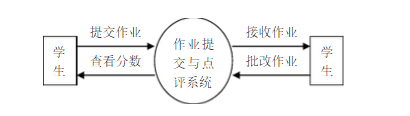 提交作业
查看分数
学
生
作业提
交与点
评系统
接收作业
批改作业
学
生